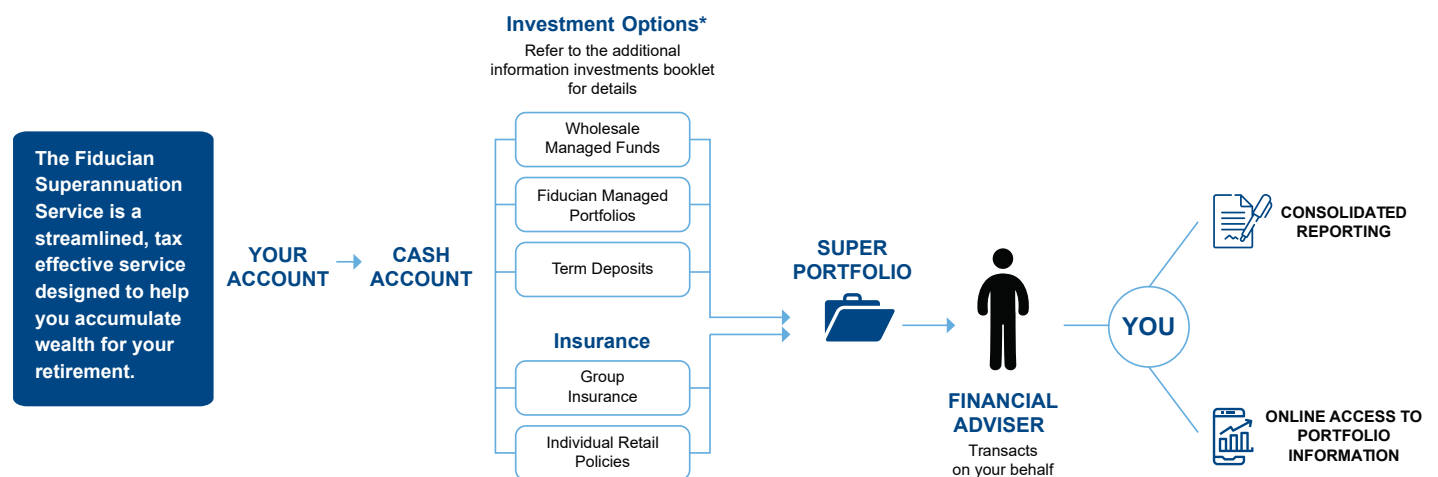 The Fiducian
Superannuation
Service is a
streamlined, tax
effective service
designed to help
you accumulate
wealth for your
retirement.
YOUR
ACCOUNT
CASH
ACCOUNT
Investment Options*
Refer to the additional
information investments booklet
for details
Wholesale
Managed Funds
Fiducian Managed
Portfolios
Term Deposits
Insurance
Group
Insurance
Individual Retail
Policies
SUPER
PORTFOLIO
FINANCIAL
ADVISER
Transacts
on your behalf
YOU
CONSOLIDATED
REPORTING
ONLINE ACCESS TO
PORTFOLIO
INFORMATION